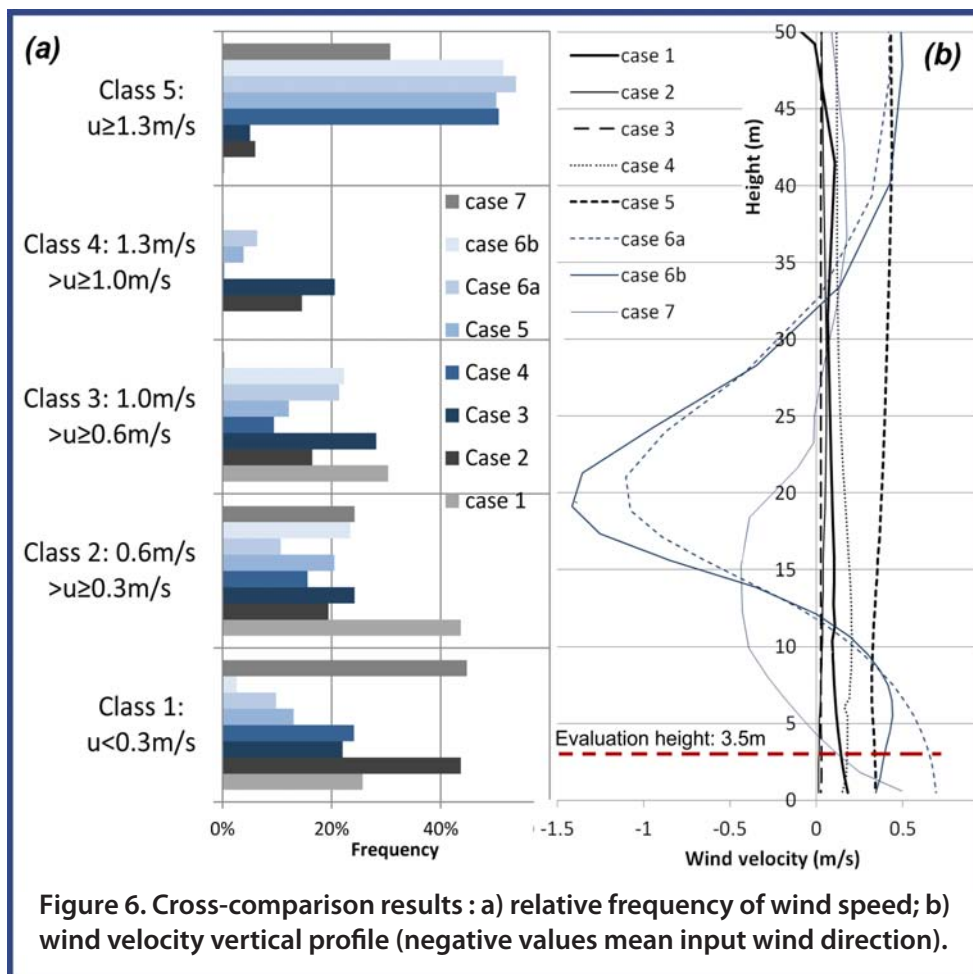 (a)
Class 5:
u≥1.3m/s
Class 4: 1.3m/s
>u≥1.0m/s
Class 3: 1.0m/s
>u≥0.6m/s
Class 2: 0.6m/s
>u≥0.3m/s
Class 1:
u<0.3m/s
case 7
case 6b
Case 6a
Case 5
Case 4
Case 3
Case 2
case 1
0% 20% 40%
Frequency
(b)
case 1
case 2
case 3
case 4
case 5
case 6a
case 6b
case 7
Height (m)
50
45
40
35
30
25
20
15
10
5
0
Evaluation height: 3.5m
-1.5 -1 -0.5 0 0.5
Wind velocity (m/s)
Figure 6. Cross-comparison results : a) relative frequency of wind speed; b)
wind velocity vertical profile (negative values mean input wind direction).